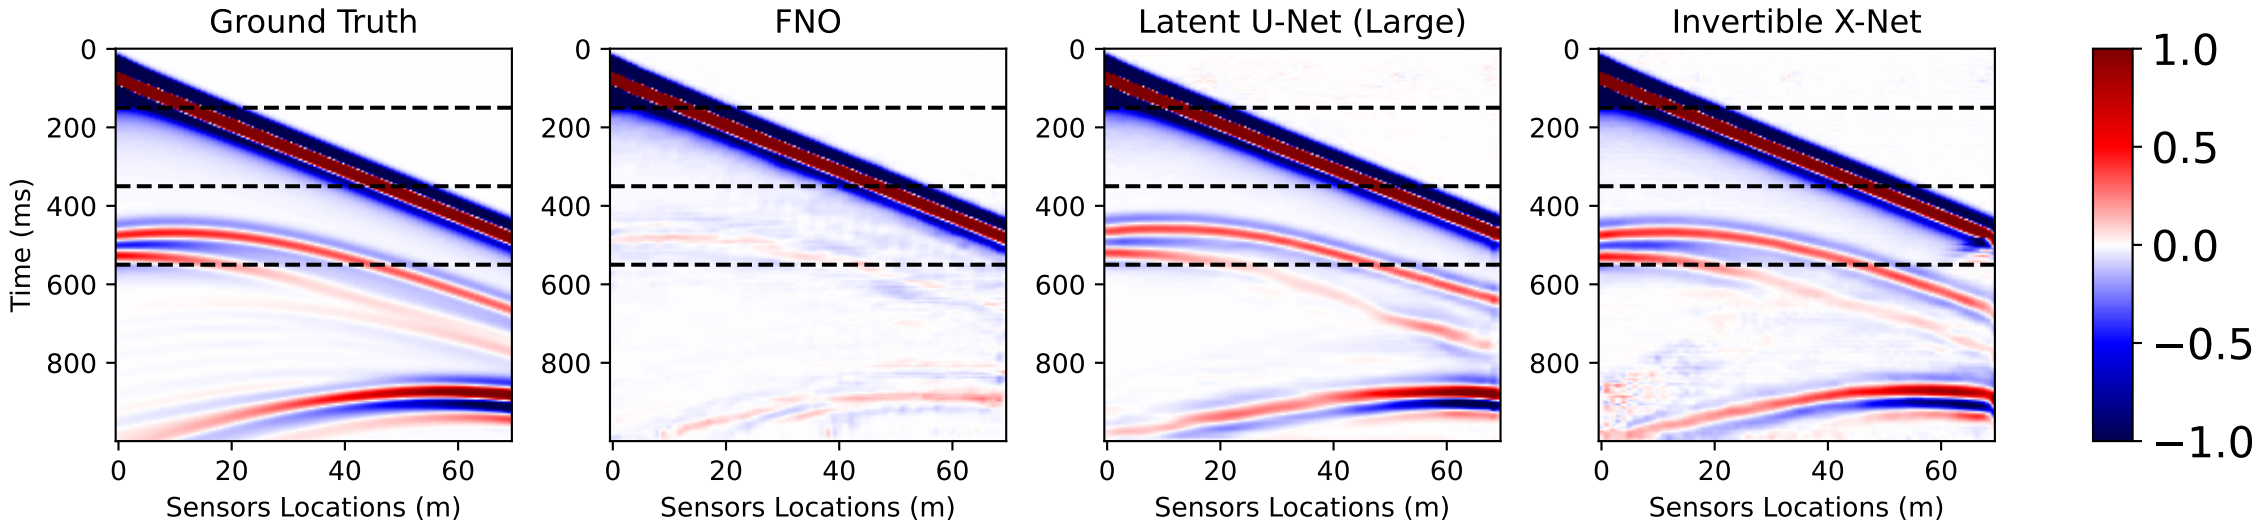 Ground Truth
FNO
Latent U-Net (Large)
Invertible X-Net
0
200
400
600
800
0
200
400
600
800
0
200
400
600
800
0
200
400
600
800
1.0
0.5
0.0
−0.5
−1.0
Time (ms)
0 20 40 60
0 20 40 60
0 20 40 60
0 20 40 60
Sensors Locations (m)
Sensors Locations (m)
Sensors Locations (m)
Sensors Locations (m)